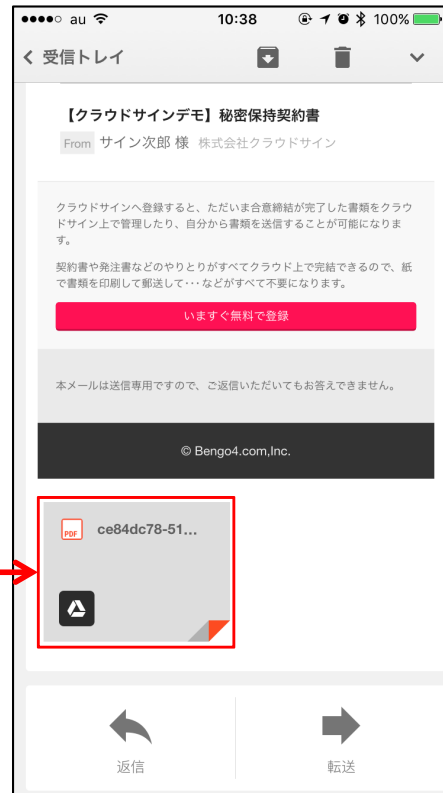 au 10:38 100%
受信トレイ
【クラウドサインデモ】秘密保持契約書
From サイン次郎 様 株式会社クラウドサイン
クラウドサインへ登録すると、ただいま合意締結が完了した書類をクラウ
ドサイン上で管理したり、自分から書類を送信することが可能になりま
す。
契約書や発注書などのやりとりがすべてクラウド上で完結できるので、紙
で書類を印刷して郵送して・・・などがすべて不要になります。
いますぐ無料で登録
本メールは送信専用ですので、ご返信いただいてもお答えできません。
© Bengo4.com,Inc.
PDF ce84dc78-51...
返信 転送